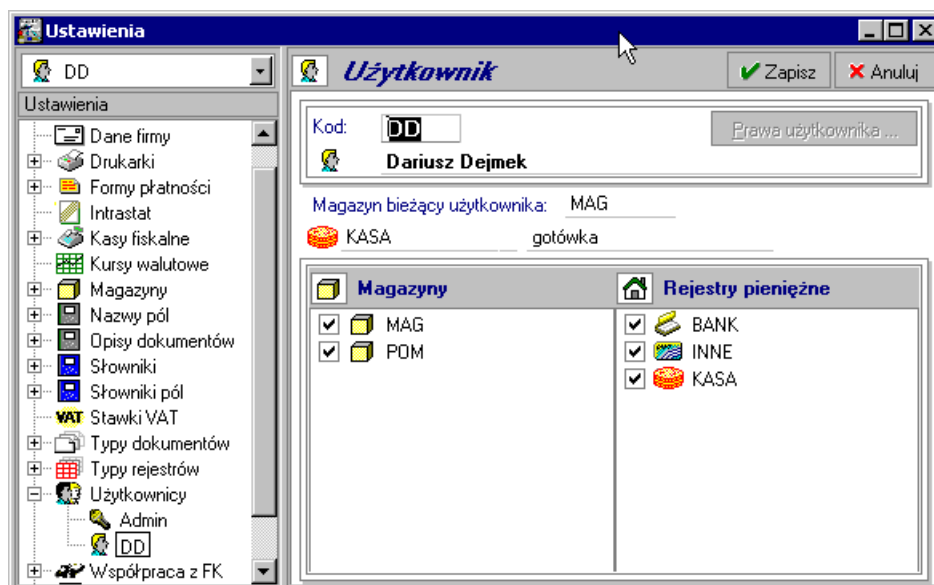 Ustawienia
DD
Ustawienia
Dane firmy
Drukarki
Formy płatności
Intrastat
Kasy fiskalne
Kursy walutowe
Magazyny
Nazwy pól
Opisy dokumentów
Słowniki
Słowniki pól
VAT Stawki VAT
Typy dokumentów
Typy rejestrów
Użytkownicy
Admin
DD
Współpraca z FK
Użytkownik
Zapisz
Anuluj
Kod: DD
Prawa użytkownika ...
Dariusz Dejmek
Magazyn bieżący użytkownika: MAG
KASA gotówka
Magazyny
MAG
POM
Rejestry pieniężne
BANK
INNE
KASA